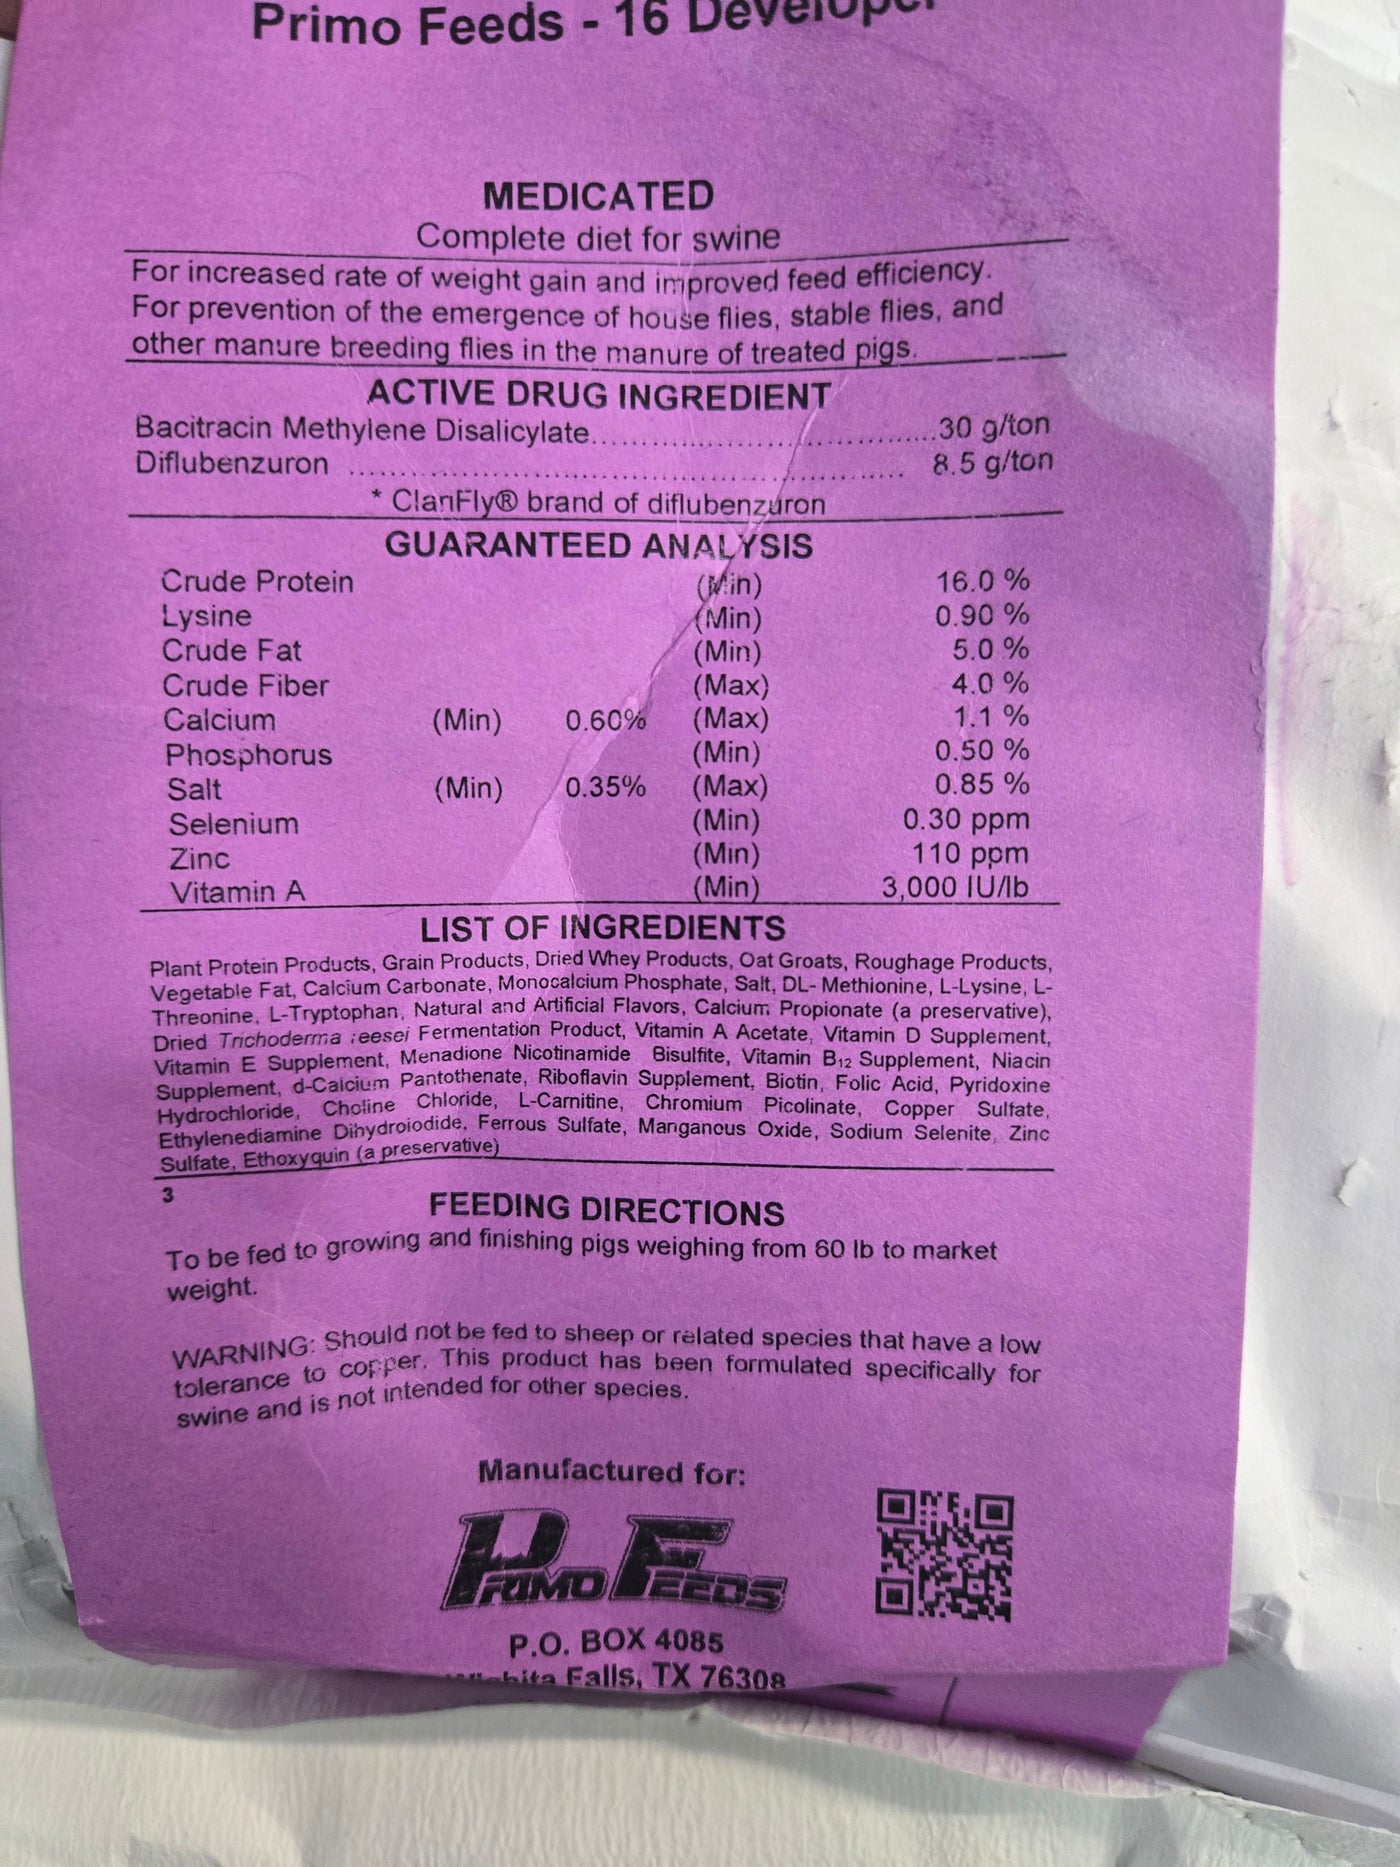 Primo Feeds - 16 Developer
MEDICATED
Complete diet for swine
For increased rate of weight gain and improved feed efficiency.
For prevention of the emergence of house flies, stable flies, and
other manure breeding flies in the manure of treated pigs.
ACTIVE DRUG INGREDIENT
Bacitracin Methylene Disalicylate.......................................30 g/ton
Diflubenzuron ............................................................... 8.5 g/ton
* ClariFly® brand of diflubenzuron
GUARANTEED ANALYSIS
Crude Protein (Min) 16.0 %
Lysine (Min) 0.90 %
Crude Fat (Min) 5.0 %
Crude Fiber (Max) 4.0 %
Calcium (Min) 0.60% (Max) 1.1 %
Phosphorus (Min) 0.50 %
Salt (Min) 0.35% (Max) 0.85 %
Selenium (Min) 0.30 ppm
Zinc (Min) 110 ppm
Vitamin A (Min) 3,000 IU/lb
LIST OF INGREDIENTS
Plant Protein Products, Grain Products, Dried Whey Products, Oat Groats, Roughage Products,
Vegetable Fat, Calcium Carbonate, Monocalcium Phosphate, Salt, DL- Methionine, L-Lysine, L-
Threonine, L-Tryptophan, Natural and Artificial Flavors, Calcium Propionate (a preservative),
Dried Trichoderma reesei Fermentation Product, Vitamin A Acetate, Vitamin D Supplement,
Vitamin E Supplement, Menadione Nicotinamide Bisulfite, Vitamin B12 Supplement, Niacin
Supplement, d-Calcium Pantothenate, Riboflavin Supplement, Biotin, Folic Acid, Pyridoxine
Hydrochloride, Choline Chloride, L-Carnitine, Chromium Picolinate, Copper Sulfate,
Ethylenediamine Dihydroiodide, Ferrous Sulfate, Manganous Oxide, Sodium Selenite, Zinc
Sulfate, Ethoxyquin (a preservative)
3
FEEDING DIRECTIONS
To be fed to growing and finishing pigs weighing from 60 lb to market
weight.
WARNING: Should not be fed to sheep or related species that have a low
tolerance to copper. This product has been formulated specifically for
swine and is not intended for other species.
Manufactured for:
PRIMO FEEDS
P.O. BOX 4085
Wichita Falls, TX 76308